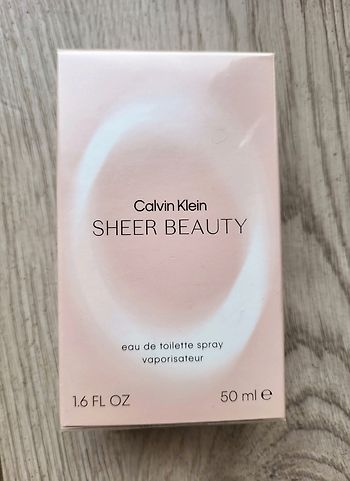 Calvin Klein
SHEER BEAUTY
eau de toilette spray
vaporisateur
1.6 FL OZ 50 ml ℮